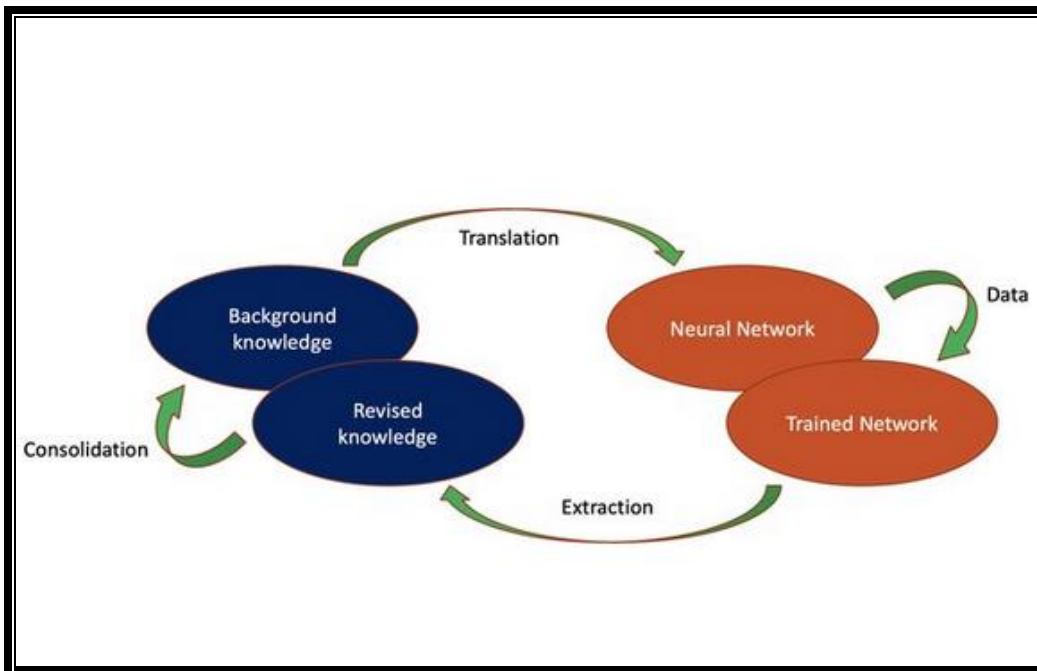 Translation
Background
knowledge
Neural Network
Data
Revised
knowledge
Trained Network
Consolidation
Extraction